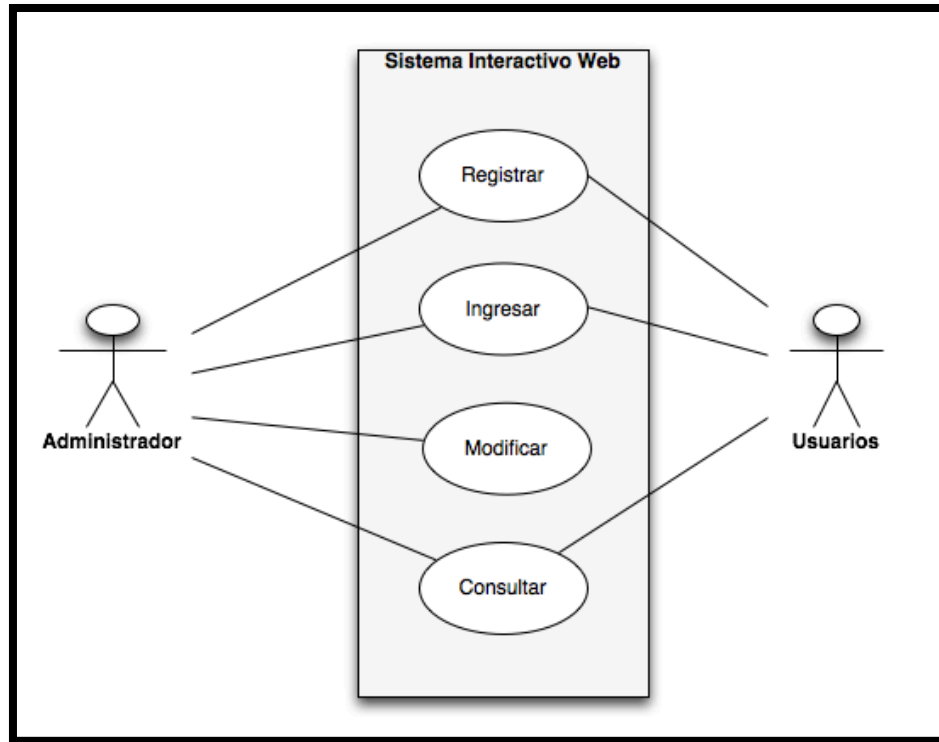 Sistema Interactivo Web
Registrar
Ingresar
Modificar
Consultar
Administrador
Usuarios